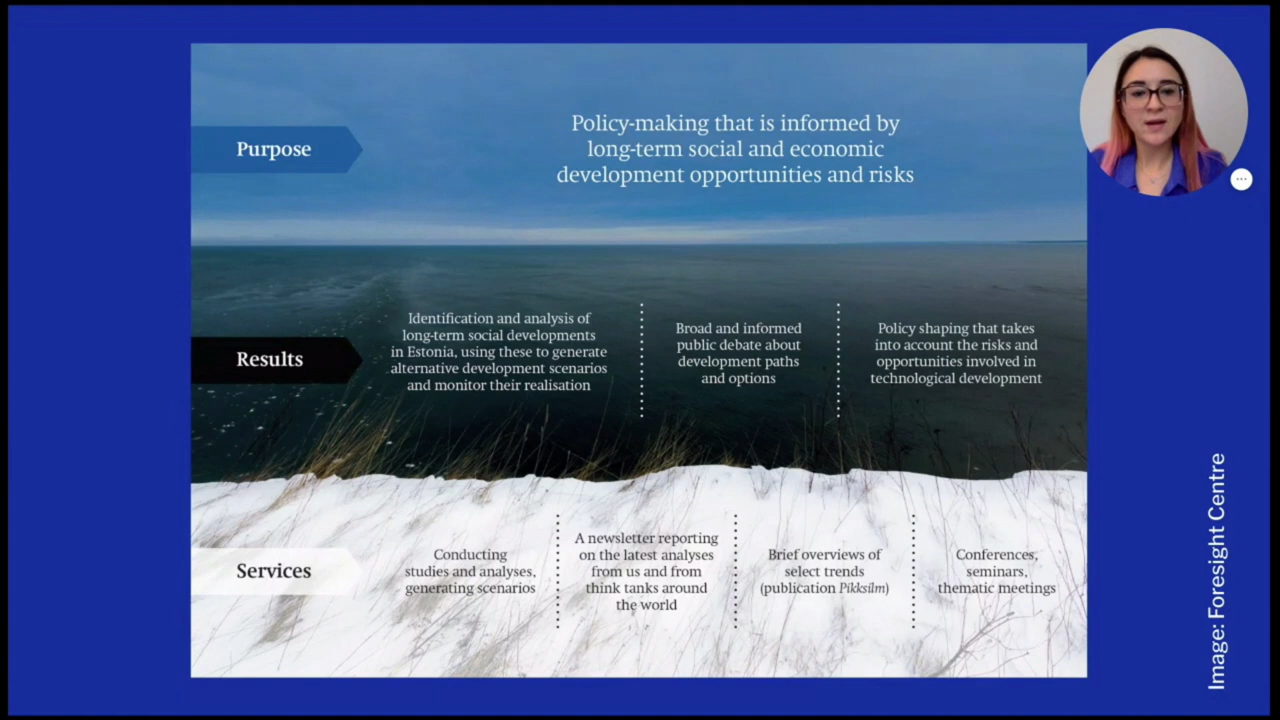 Purpose
Policy-making that is informed by
long-term social and economic
development opportunities and risks
Results
Identification and analysis of
long-term social developments
in Estonia, using these to generate
alternative development scenarios
and monitor their realisation
Broad and informed
public debate about
development paths
and options
Policy shaping that takes
into account the risks and
opportunities involved in
technological development
Services
Conducting
studies and analyses,
generating scenarios
A newsletter reporting
on the latest analyses
from us and from
think tanks around
the world
Brief overviews of
select trends
(publication Pikksilm)
Conferences,
seminars,
thematic meetings
Image: Foresight Centre